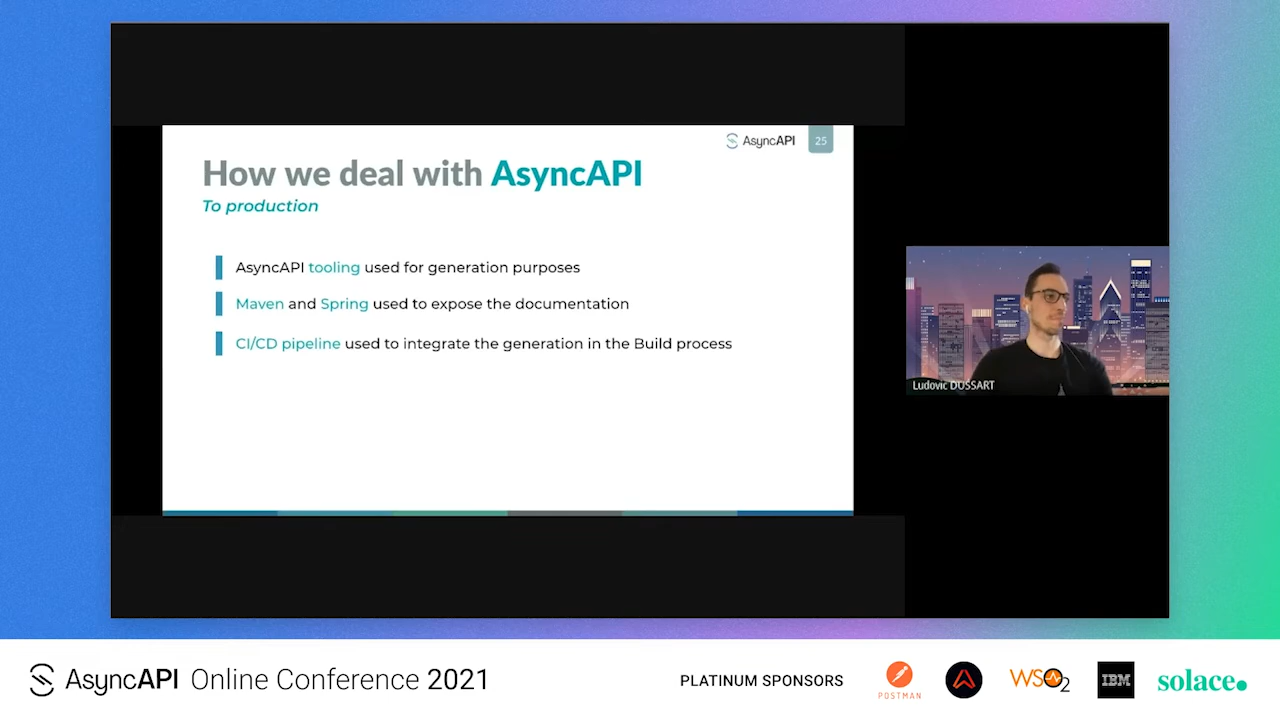 AsyncAPI
25
How we deal with AsyncAPI
To production
AsyncAPI tooling used for generation purposes
Maven and Spring used to expose the documentation
CI/CD pipeline used to integrate the generation in the Build process
Ludovic DUSSART
AsyncAPI Online Conference 2021
PLATINUM SPONSORS
POSTMAN
WSO2
IBM
solace.